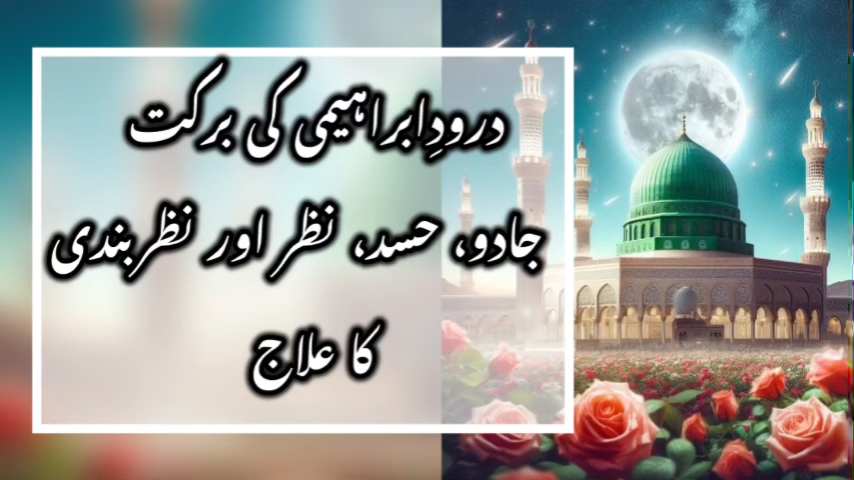 درودِابراہیمی کی برکت
جادو، حسد، نظر اور نظربندی
کا علاج